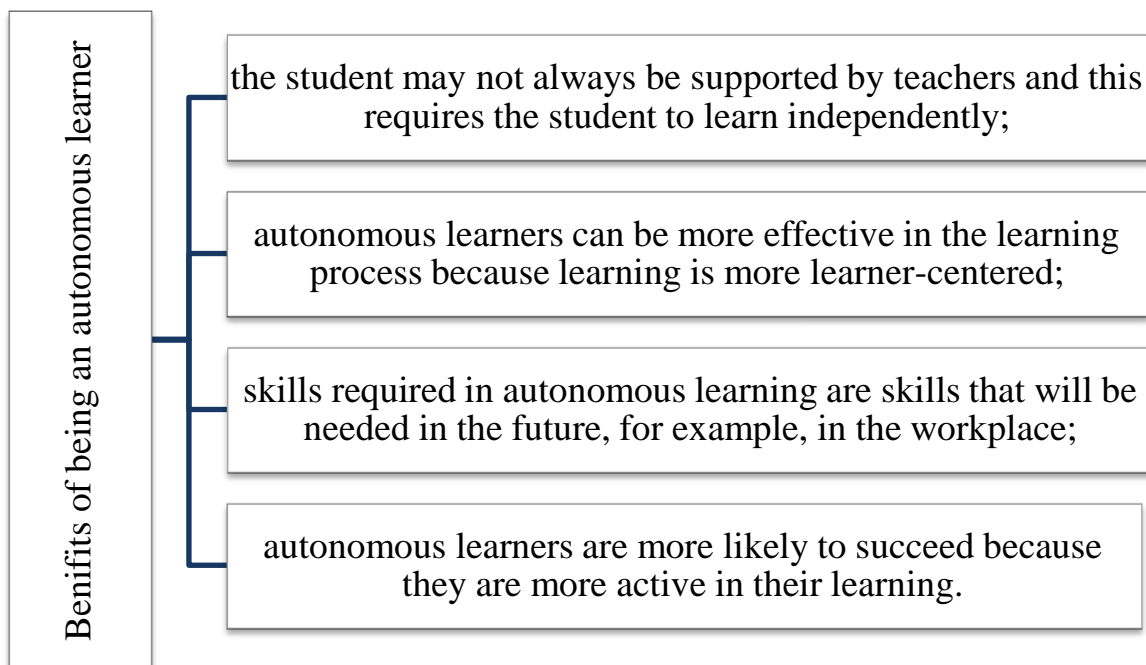 Benifits of being an autonomous learner
the student may not always be supported by teachers and this
requires the student to learn independently;
autonomous learners can be more effective in the learning
process because learning is more learner-centered;
skills required in autonomous learning are skills that will be
needed in the future, for example, in the workplace;
autonomous learners are more likely to succeed because
they are more active in their learning.